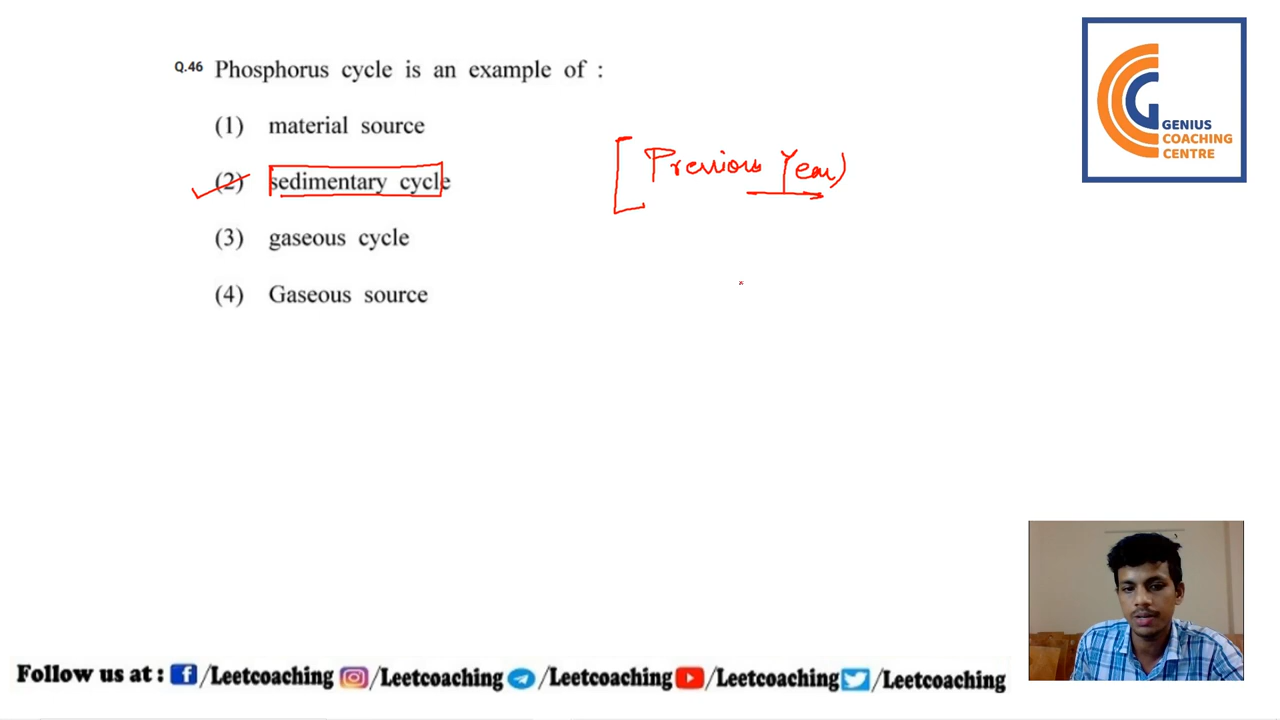 Q.46 Phosphorus cycle is an example of :
(1) material source
(2) sedimentary cycle
[Previous Year)
(3) gaseous cycle
(4) Gaseous source
GENIUS
COACHING
CENTRE
Follow us at : /Leetcoaching /Leetcoaching /Leetcoaching /Leetcoaching /Leetcoaching